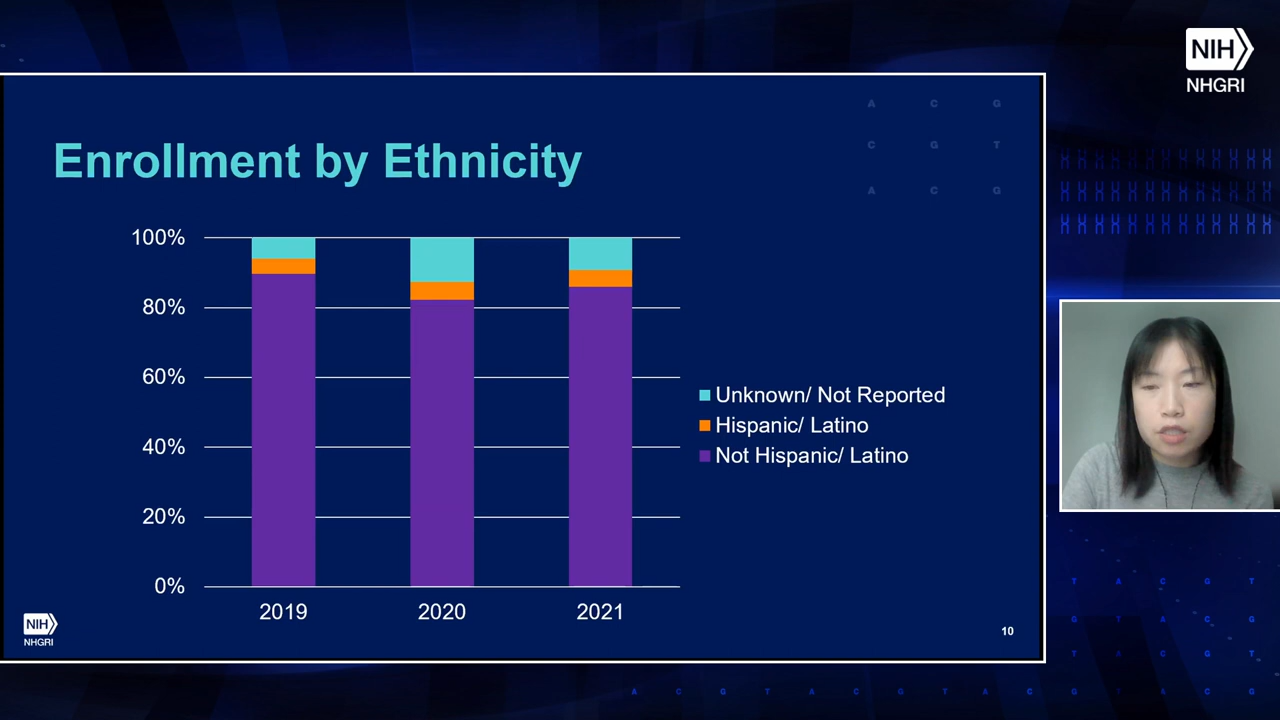 NIH
NHGRI
A C G
C G T
A C G
Enrollment by Ethnicity
100%
80%
60%
40%
20%
0%
2019 2020 2021
Unknown/ Not Reported
Hispanic/ Latino
Not Hispanic/ Latino
NIH
NHGRI
10
T A C G T
G T A C G
T A C G T
A C G T A C G T A C G T A C G